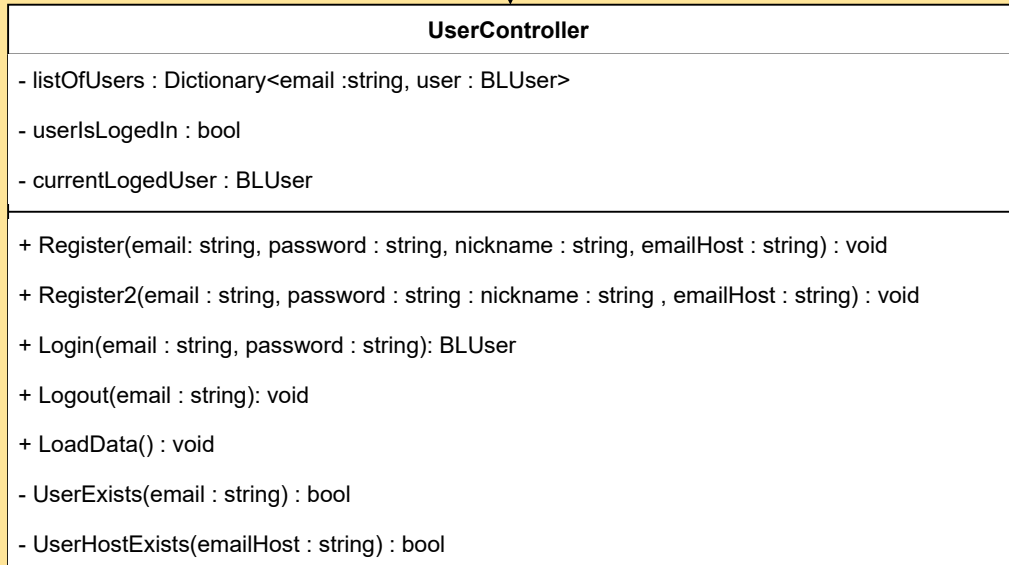 UserController
- listOfUsers : Dictionary<email :string, user : BLUser>
- userIsLogedIn : bool
- currentLogedUser : BLUser
+ Register(email: string, password : string, nickname : string, emailHost : string) : void
+ Register2(email : string, password : string : nickname : string , emailHost : string) : void
+ Login(email : string, password : string): BLUser
+ Logout(email : string): void
+ LoadData() : void
- UserExists(email : string) : bool
- UserHostExists(emailHost : string) : bool